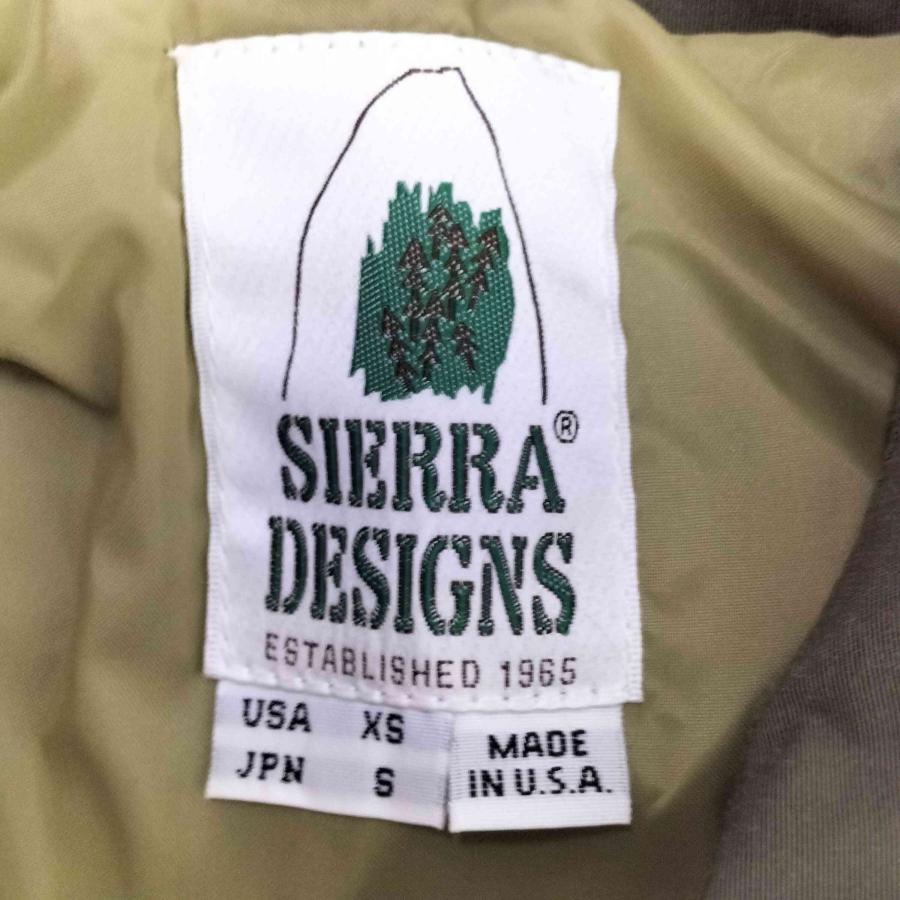 SIERRA®
DESIGNS
ESTABLISHED 1965
USA XS
JPN S
MADE
IN U.S.A.